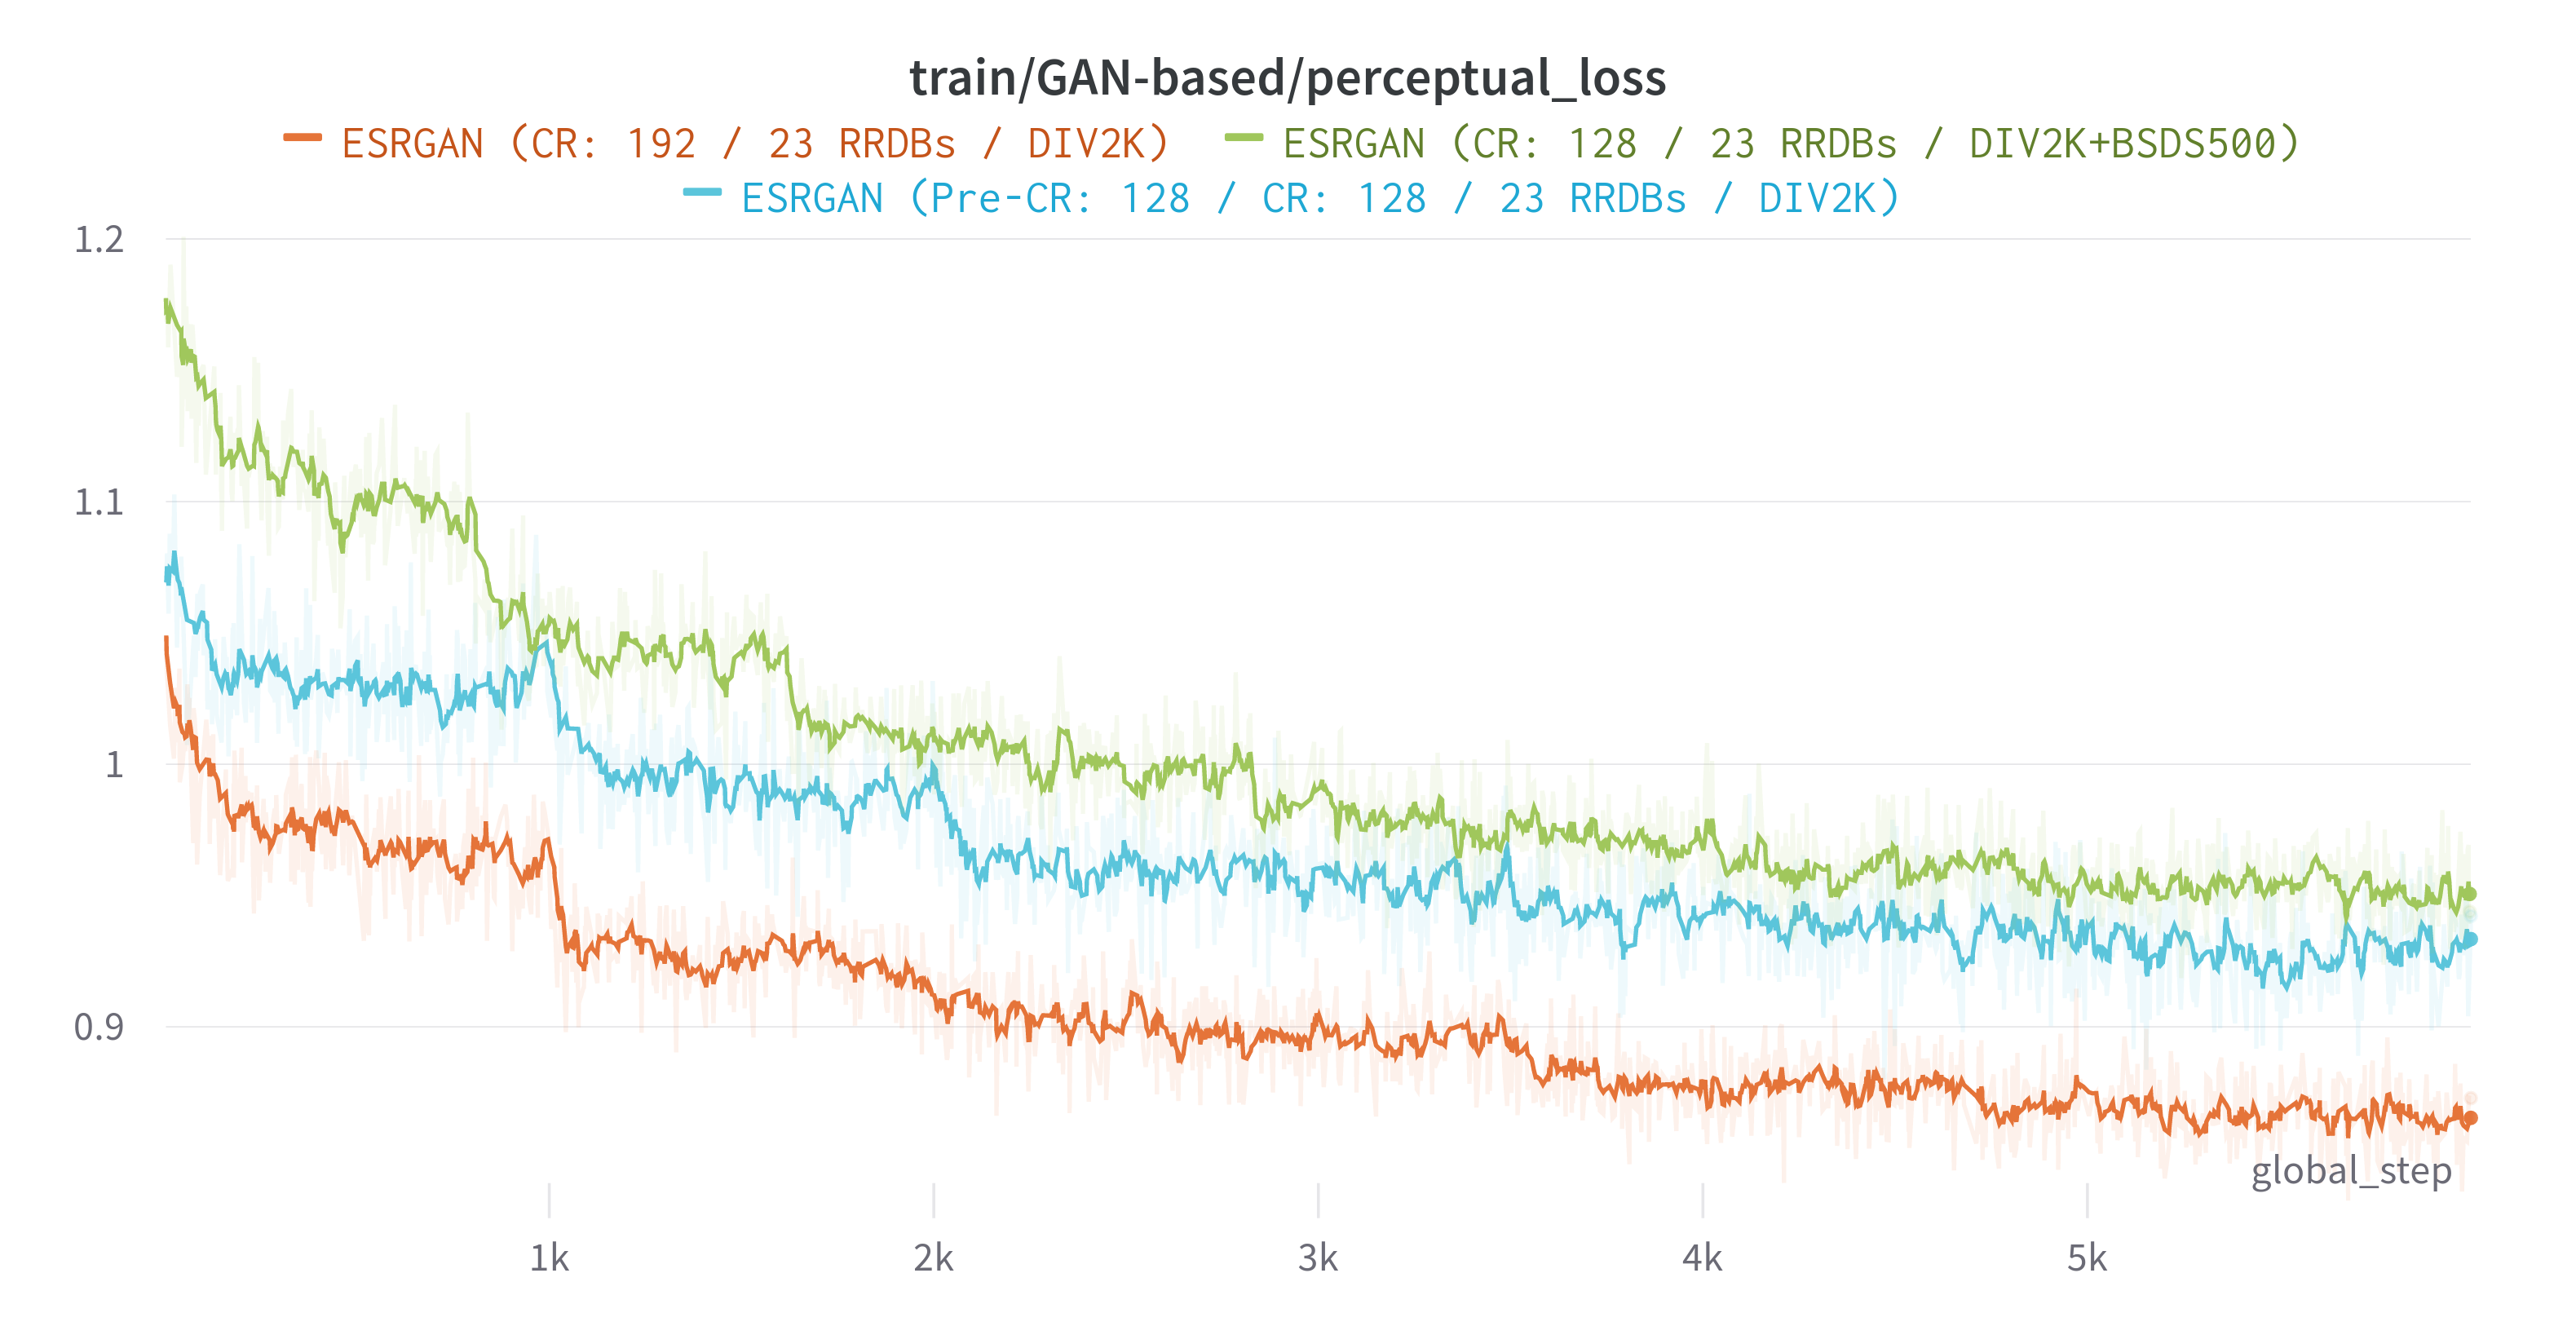 train/GAN-based/perceptual_loss
ESRGAN (CR: 192 / 23 RRDBs / DIV2K) ESRGAN (CR: 128 / 23 RRDBs / DIV2K+BSDS500)
ESRGAN (Pre-CR: 128 / CR: 128 / 23 RRDBs / DIV2K)
1.2
1.1
1
0.9
global_step
1k 2k 3k 4k 5k